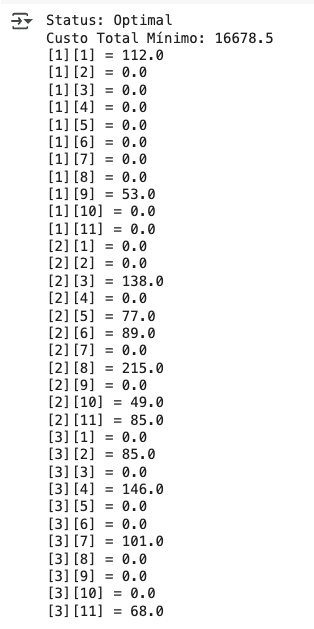 Status: Optimal
Custo Total Mínimo: 16678.5
[1][1] = 112.0
[1][2] = 0.0
[1][3] = 0.0
[1][4] = 0.0
[1][5] = 0.0
[1][6] = 0.0
[1][7] = 0.0
[1][8] = 0.0
[1][9] = 53.0
[1][10] = 0.0
[1][11] = 0.0
[2][1] = 0.0
[2][2] = 0.0
[2][3] = 138.0
[2][4] = 0.0
[2][5] = 77.0
[2][6] = 89.0
[2][7] = 0.0
[2][8] = 215.0
[2][9] = 0.0
[2][10] = 49.0
[2][11] = 85.0
[3][1] = 0.0
[3][2] = 85.0
[3][3] = 0.0
[3][4] = 146.0
[3][5] = 0.0
[3][6] = 0.0
[3][7] = 101.0
[3][8] = 0.0
[3][9] = 0.0
[3][10] = 0.0
[3][11] = 68.0